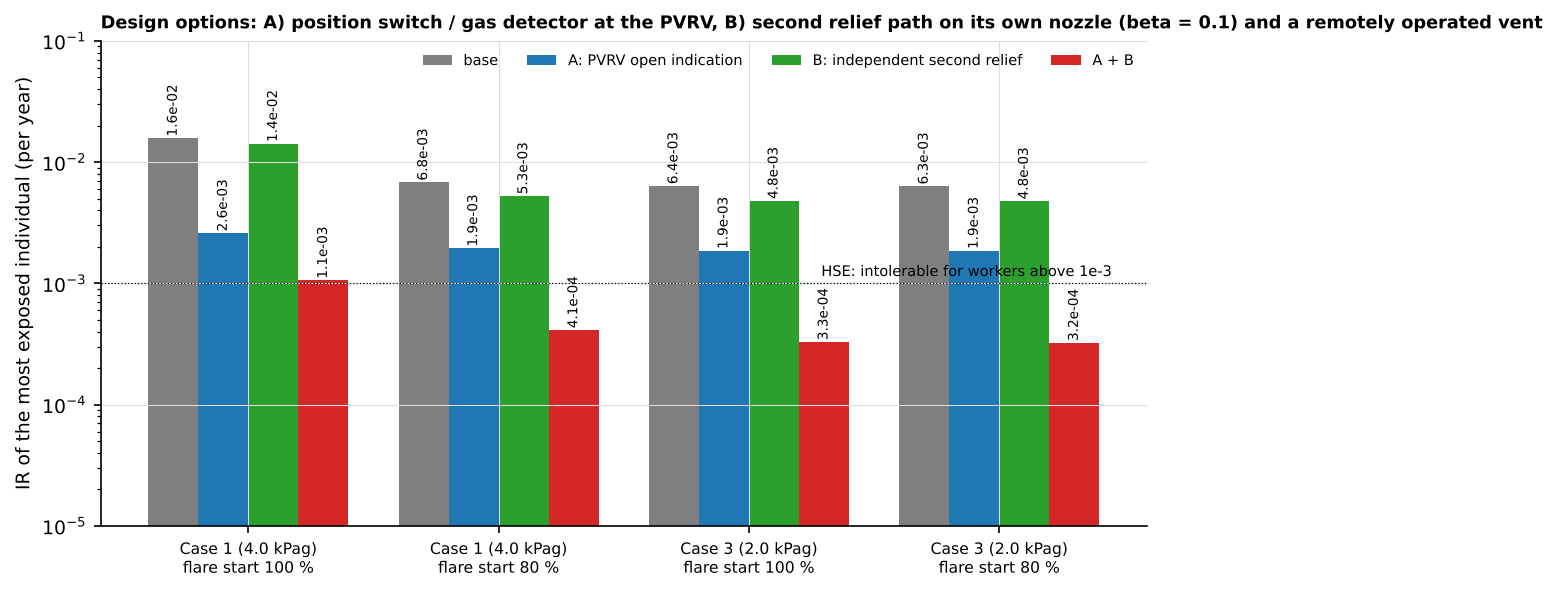 Design options: A) position switch / gas detector at the PVRV, B) second relief path on its own nozzle (beta = 0.1) and a remotely operated vent
base
A: PVRV open indication
B: independent second relief
A + B
IR of the most exposed individual (per year)
10⁻¹
10⁻²
10⁻³
10⁻⁴
10⁻⁵
1.6e-02
2.6e-03
1.4e-02
1.1e-03
6.8e-03
1.9e-03
5.3e-03
4.1e-04
6.4e-03
1.9e-03
4.8e-03
3.3e-04
6.3e-03
1.9e-03
4.8e-03
3.2e-04
HSE: intolerable for workers above 1e-3
Case 1 (4.0 kPag)
flare start 100 %
Case 1 (4.0 kPag)
flare start 80 %
Case 3 (2.0 kPag)
flare start 100 %
Case 3 (2.0 kPag)
flare start 80 %